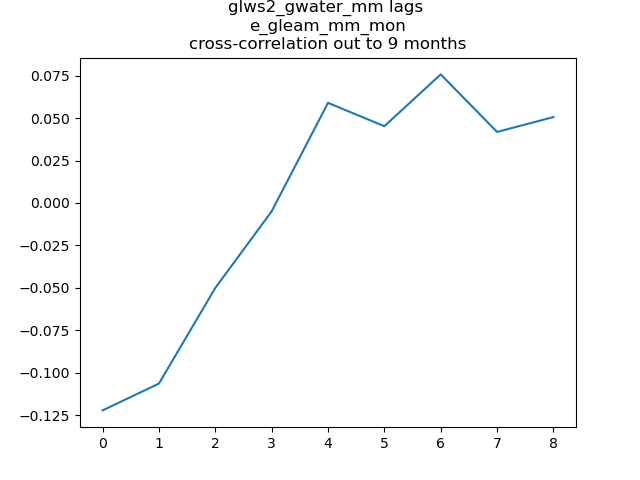 glws2_gwater_mm lags
e_gleam_mm_mon
cross-correlation out to 9 months
0.075
0.050
0.025
0.000
−0.025
−0.050
−0.075
−0.100
−0.125
0 1 2 3 4 5 6 7 8